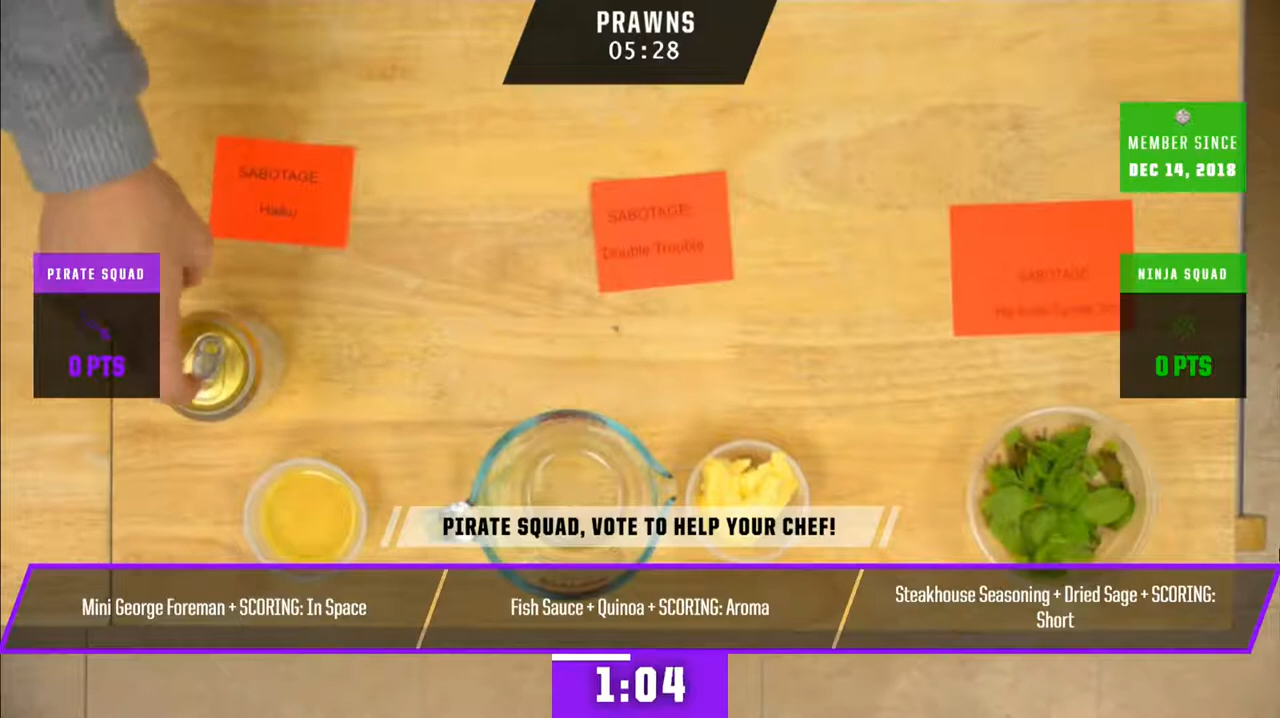 PRAWNS
05:28
MEMBER SINCE
DEC 14, 2018
SABOTAGE
Haiku
SABOTAGE:
Double Trouble
SABOTAGE
PIRATE SQUAD
0 PTS
NINJA SQUAD
0 PTS
PIRATE SQUAD, VOTE TO HELP YOUR CHEF!
Mini George Foreman + SCORING: In Space
Fish Sauce + Quinoa + SCORING: Aroma
Steakhouse Seasoning + Dried Sage + SCORING:
Short
1:04